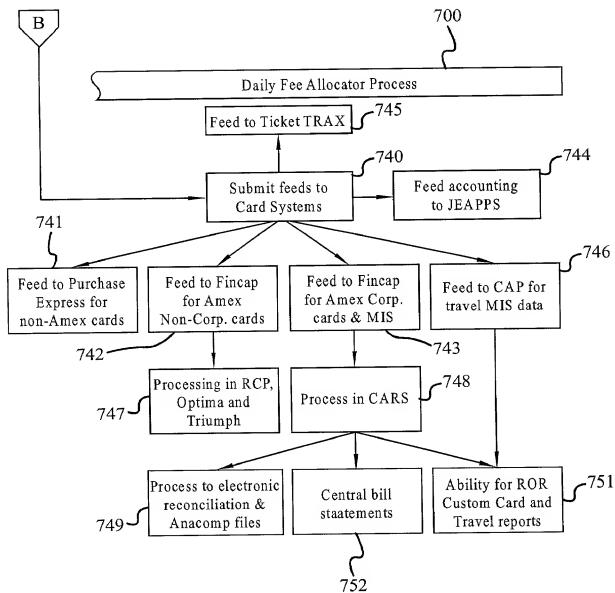 B
700
Daily Fee Allocator Process
745
Feed to Ticket TRAX
740
744
Submit feeds to
Card Systems
Feed accounting
to JEAPPS
741
746
Feed to Purchase
Express for
non-Amex cards
Feed to Fincap
for Amex
Non-Corp. cards
Feed to Fincap
for Amex Corp.
cards & MIS
Feed to CAP for
travel MIS data
742
743
747
Processing in RCP,
Optima and
Triumph
Process in CARS
748
749
Process to electronic
reconciliation &
Anacomp files
Central bill
staatements
Ability for ROR
Custom Card and
Travel reports
751
752